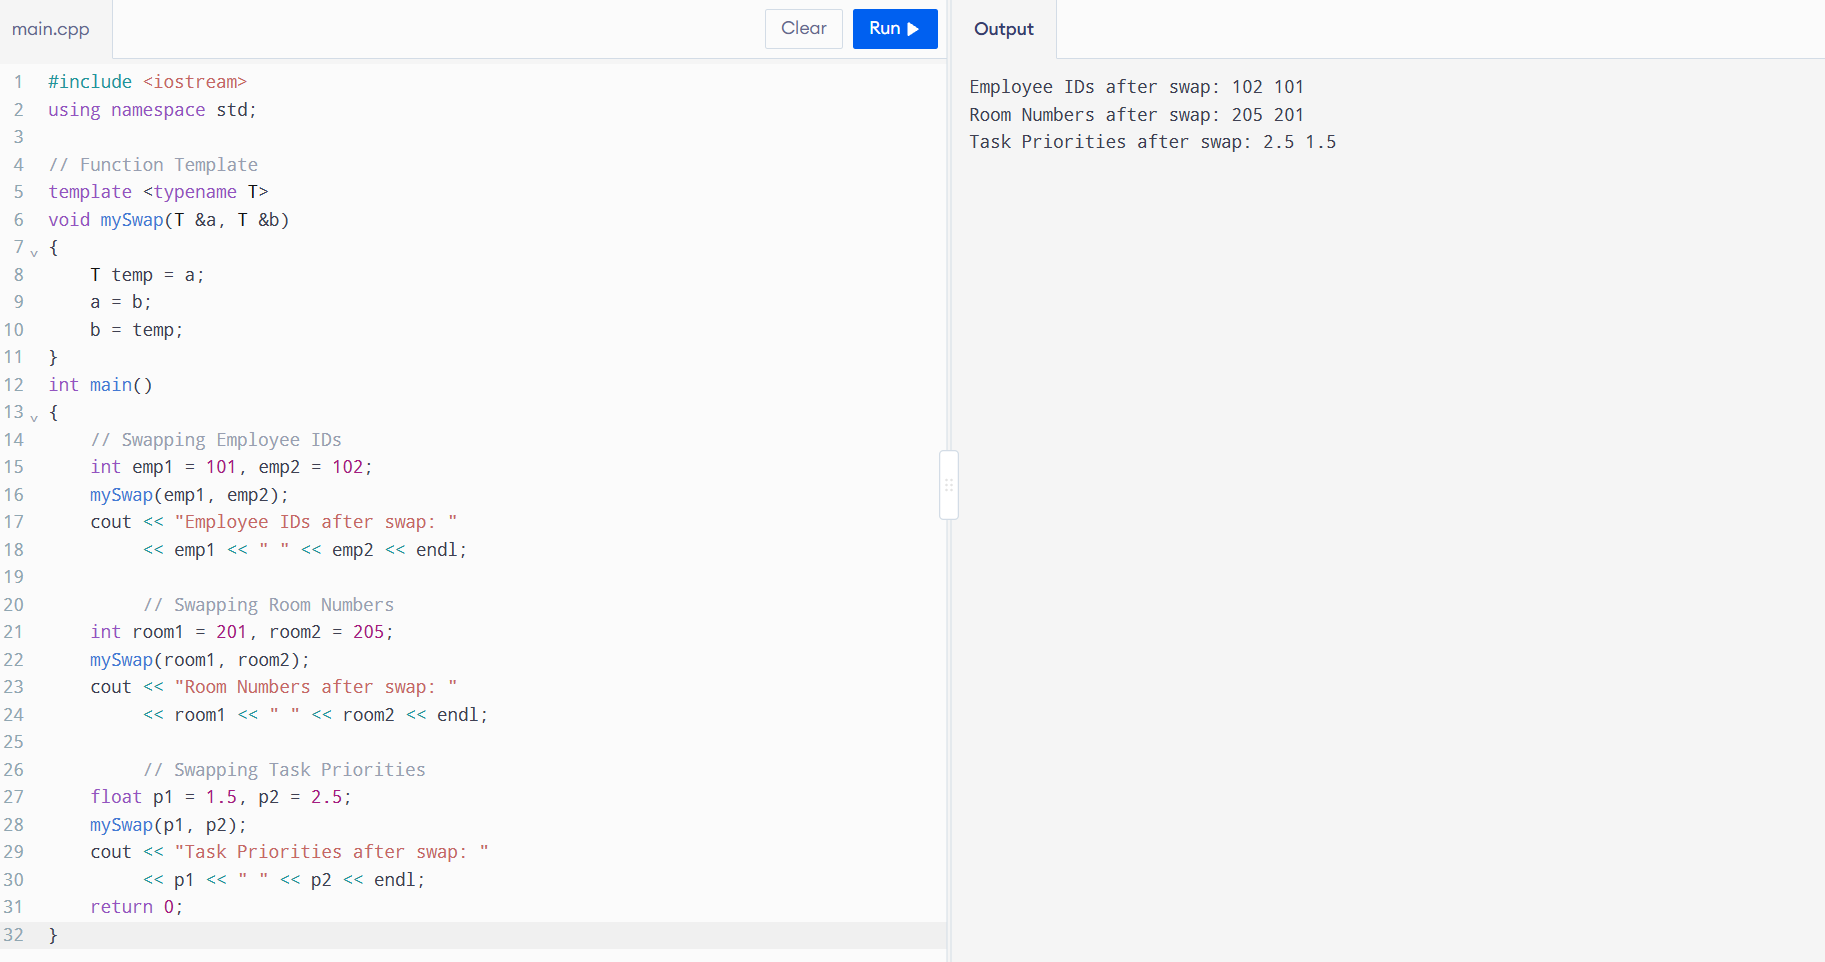 main.cpp
Clear
Run
1 #include <iostream>
2 using namespace std;
3
4 // Function Template
5 template <typename T>
6 void mySwap(T &a, T &b)
7 {
8     T temp = a;
9     a = b;
10     b = temp;
11 }
12 int main()
13 {
14     // Swapping Employee IDs
15     int emp1 = 101, emp2 = 102;
16     mySwap(emp1, emp2);
17     cout << "Employee IDs after swap: "
18          << emp1 << " " << emp2 << endl;
19
20          // Swapping Room Numbers
21     int room1 = 201, room2 = 205;
22     mySwap(room1, room2);
23     cout << "Room Numbers after swap: "
24          << room1 << " " << room2 << endl;
25
26          // Swapping Task Priorities
27     float p1 = 1.5, p2 = 2.5;
28     mySwap(p1, p2);
29     cout << "Task Priorities after swap: "
30          << p1 << " " << p2 << endl;
31     return 0;
32 }
Output
Employee IDs after swap: 102 101
Room Numbers after swap: 205 201
Task Priorities after swap: 2.5 1.5